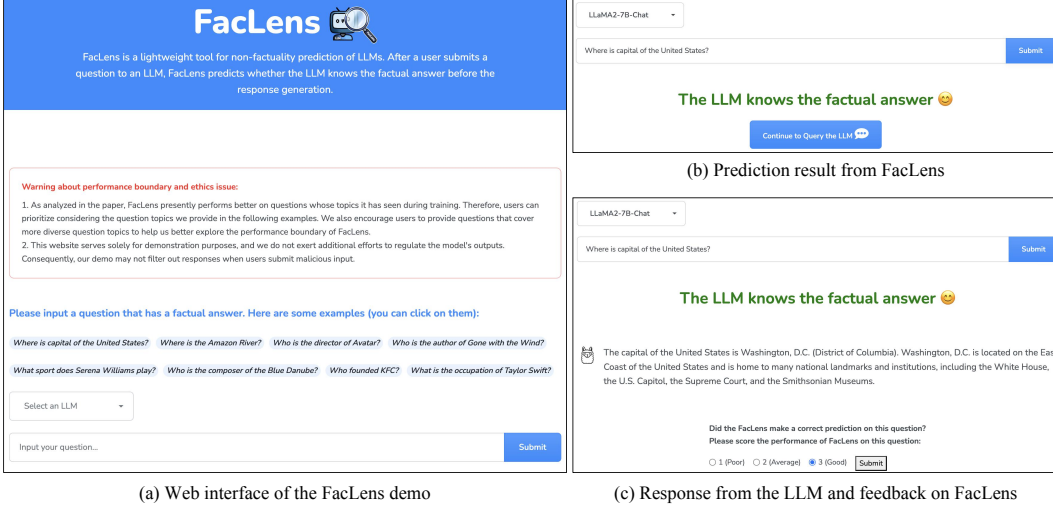 FacLens
FacLens is a lightweight tool for non-factuality prediction of LLMs. After a user submits a
question to an LLM, FacLens predicts whether the LLM knows the factual answer before the
response generation.
Warning about performance boundary and ethics issue:
1. As analyzed in the paper, FacLens presently performs better on questions whose topics it has seen during training. Therefore, users can
prioritize considering the question topics we provide in the following examples. We also encourage users to provide questions that cover
more diverse question topics to help us better explore the performance boundary of FacLens.
2. This website serves solely for demonstration purposes, and we do not exert additional efforts to regulate the model's outputs.
Consequently, our demo may not filter out responses when users submit malicious input.
Please input a question that has a factual answer. Here are some examples (you can click on them):
Where is capital of the United States? Where is the Amazon River? Who is the director of Avatar? Who is the author of Gone with the Wind?
What sport does Serena Williams play? Who is the composer of the Blue Danube? Who founded KFC? What is the occupation of Taylor Swift?
Select an LLM
Input your question... Submit
(a) Web interface of the FacLens demo
LLaMA2-7B-Chat
Where is capital of the United States? Submit
The LLM knows the factual answer 😊
Continue to Query the LLM 💬
(b) Prediction result from FacLens
LLaMA2-7B-Chat
Where is capital of the United States? Submit
The LLM knows the factual answer 😊
The capital of the United States is Washington, D.C. (District of Columbia). Washington, D.C. is located on the Eas
Coast of the United States and is home to many national landmarks and institutions, including the White House,
the U.S. Capitol, the Supreme Court, and the Smithsonian Museums.
Did the FacLens make a correct prediction on this question?
Please score the performance of FacLens on this question:
1 (Poor) 2 (Average) 3 (Good) Submit
(c) Response from the LLM and feedback on FacLens